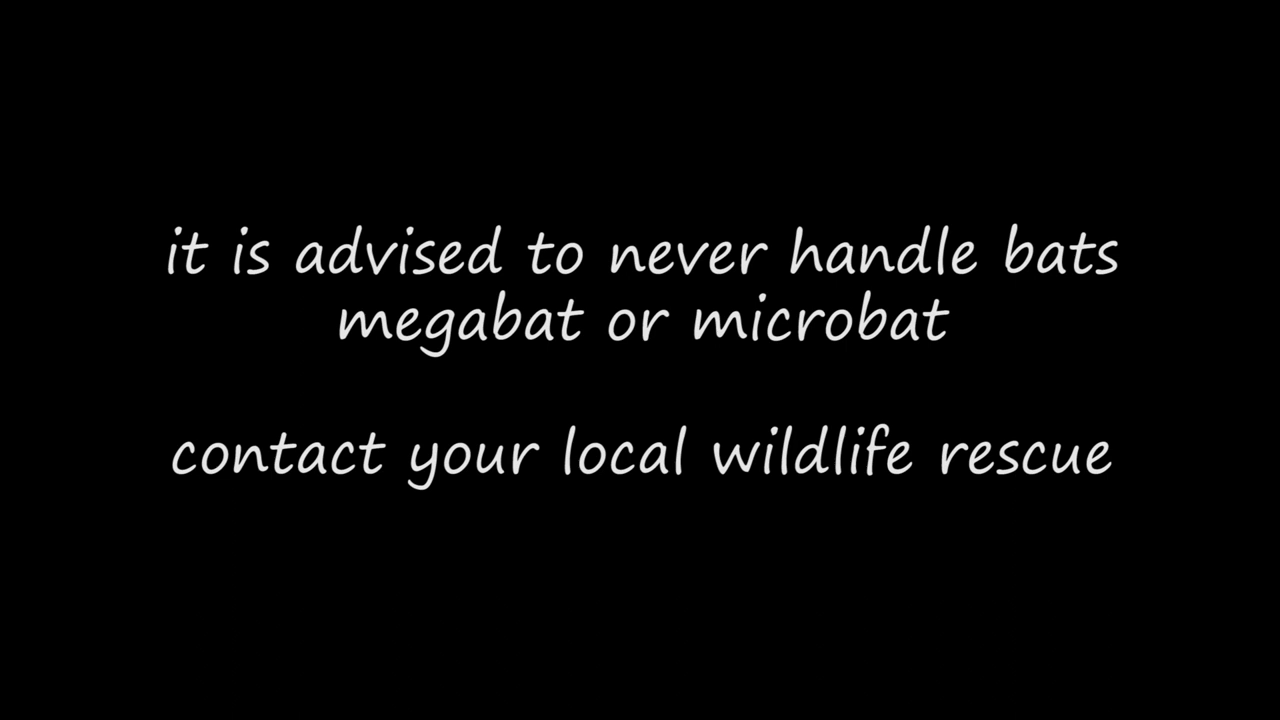 it is advised to never handle bats
megabat or microbat
contact your local wildlife rescue